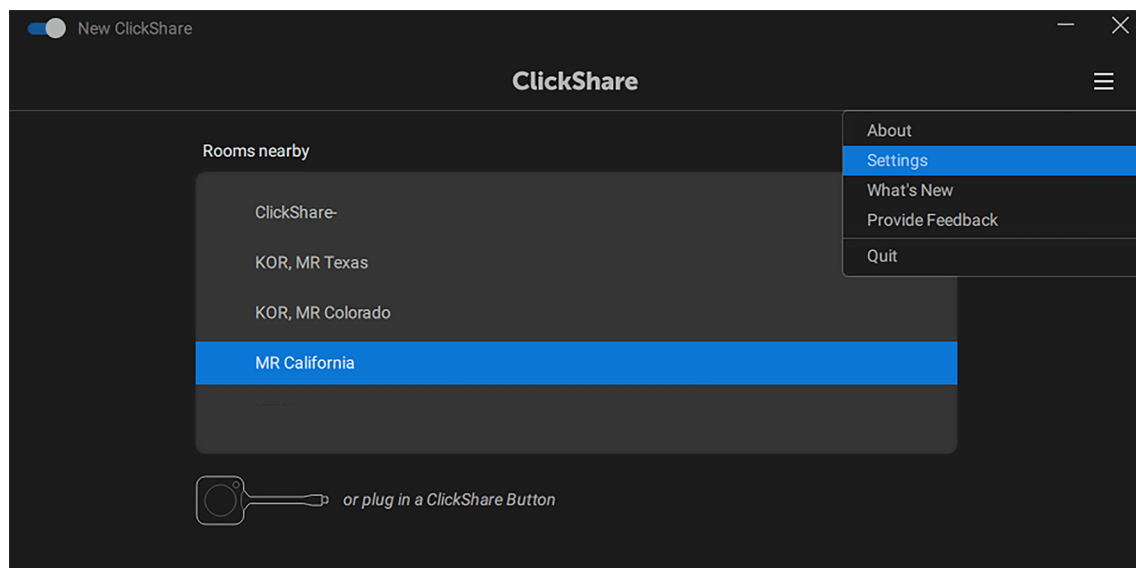 New ClickShare
ClickShare
About
Settings
What's New
Provide Feedback
Quit
Rooms nearby
ClickShare-
KOR, MR Texas
KOR, MR Colorado
MR California
or plug in a ClickShare Button